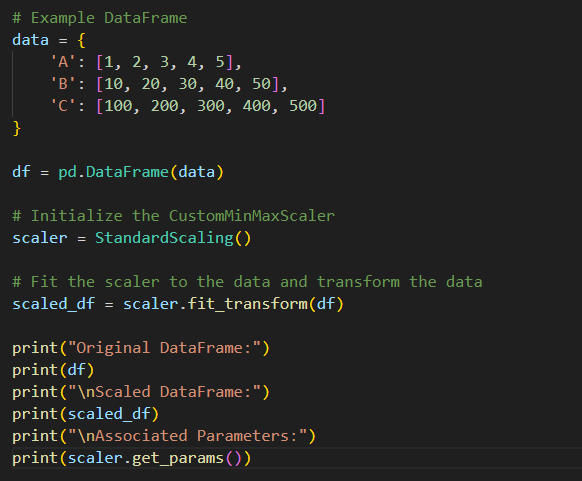 # Example DataFrame
data = {
    'A': [1, 2, 3, 4, 5],
    'B': [10, 20, 30, 40, 50],
    'C': [100, 200, 300, 400, 500]
}
df = pd.DataFrame(data)
# Initialize the CustomMinMaxScaler
scaler = StandardScaling()
# Fit the scaler to the data and transform the data
scaled_df = scaler.fit_transform(df)
print("Original DataFrame:")
print(df)
print("\nScaled DataFrame:")
print(scaled_df)
print("\nAssociated Parameters:")
print(scaler.get_params())